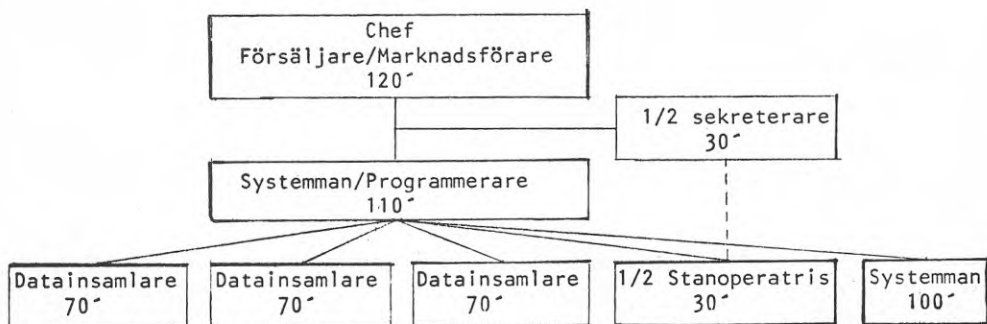 Chef
Försäljare/Marknadsförare
120´
1/2 sekreterare
30´
Systemman/Programmerare
110´
Datainsamlare
70´
Datainsamlare
70´
Datainsamlare
70´
1/2 Stanoperatris
30´
Systemman
100´